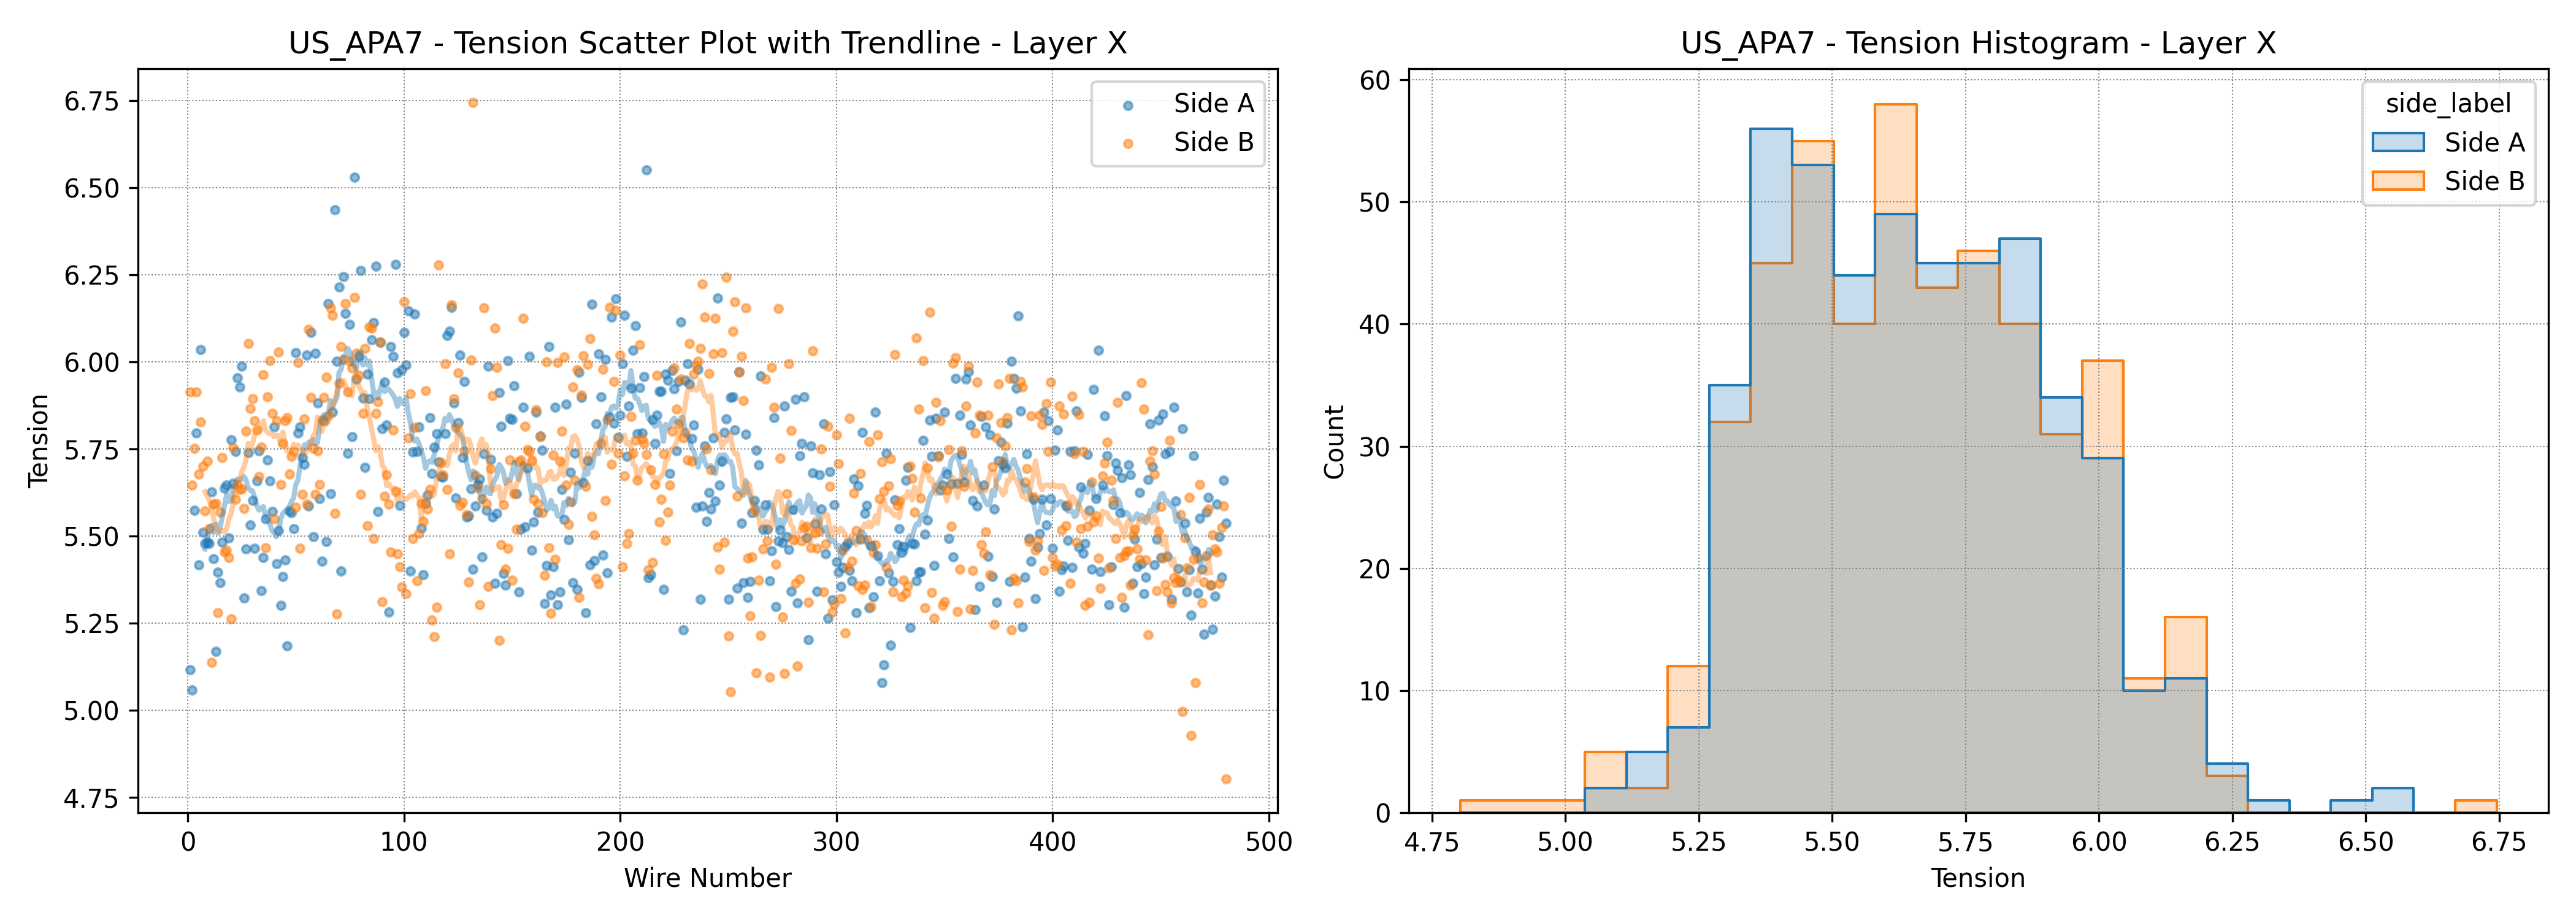 US_APA7 - Tension Scatter Plot with Trendline - Layer X
6.75
6.50
6.25
6.00
5.75
5.50
5.25
5.00
4.75
Tension
0
100
200
300
400
500
Wire Number
Side A
Side B
US_APA7 - Tension Histogram - Layer X
60
50
40
30
20
10
0
Count
4.75
5.00
5.25
5.50
5.75
6.00
6.25
6.50
6.75
Tension
side_label
Side A
Side B